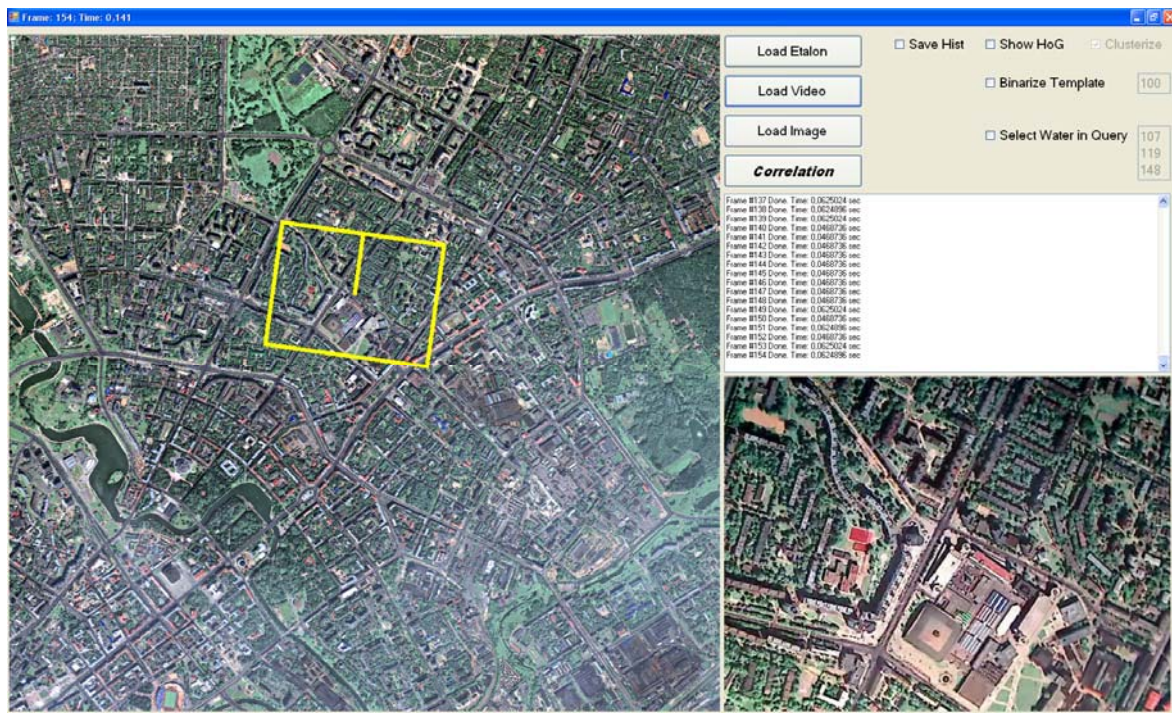 Frame: 154; Time: 0,141
Load Etalon
Save Hist
Show HoG
Clusterize
Load Video
Binarize Template
100
Load Image
Select Water in Query
107
119
148
Correlation
Frame #137 Done. Time: 0,0625024 sec
Frame #138 Done. Time: 0,0624896 sec
Frame #139 Done. Time: 0,0625024 sec
Frame #140 Done. Time: 0,0468736 sec
Frame #141 Done. Time: 0,0468736 sec
Frame #142 Done. Time: 0,0468736 sec
Frame #143 Done. Time: 0,0468736 sec
Frame #144 Done. Time: 0,0468736 sec
Frame #145 Done. Time: 0,0468736 sec
Frame #146 Done. Time: 0,0468736 sec
Frame #147 Done. Time: 0,0468736 sec
Frame #148 Done. Time: 0,0468736 sec
Frame #149 Done. Time: 0,0625024 sec
Frame #150 Done. Time: 0,0468736 sec
Frame #151 Done. Time: 0,0624896 sec
Frame #152 Done. Time: 0,0468736 sec
Frame #153 Done. Time: 0,0625024 sec
Frame #154 Done. Time: 0,0624896 sec